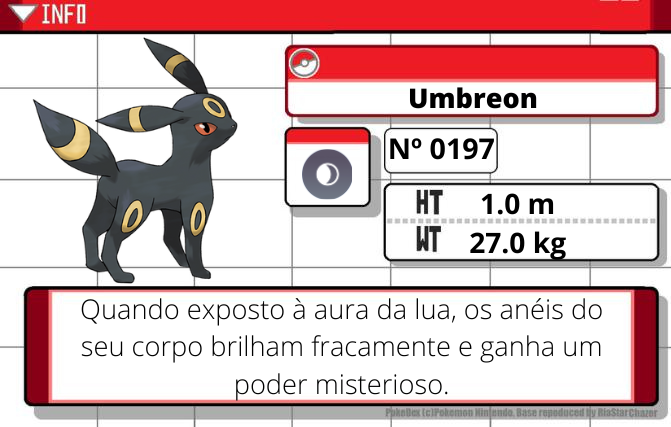 INFO
Umbreon
Nº 0197
HT 1.0 m
WT 27.0 kg
Quando exposto à aura da lua, os anéis do
seu corpo brilham fracamente e ganha um
poder misterioso.
PokeDex (c)Pokemon Nintendo. Base repoduced by RiaStarChazer